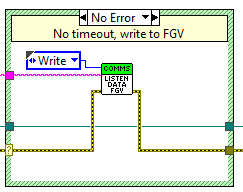 No Error
No timeout, write to FGV
Write
COMMS
LISTEN
DATA
FGV
?